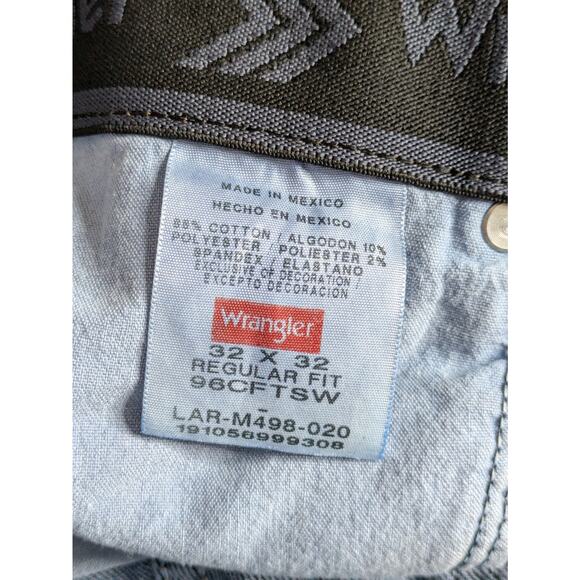 MADE IN MEXICO
HECHO EN MEXICO
88% COTTON / ALGODON 10%
POLYESTER / POLIESTER 2%
SPANDEX / ELASTANO
EXCLUSIVE OF DECORATION /
EXCEPTO DECORACION
Wrangler
32 X 32
REGULAR FIT
96CFTSW
-
LAR-M498-020
191056999308